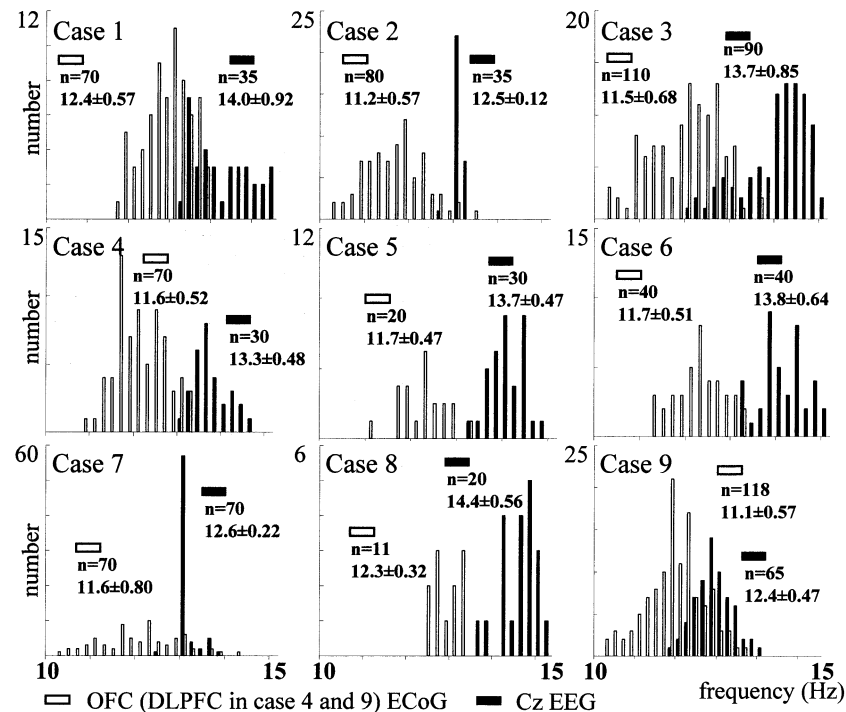 12
Case 1
n=70
12.4±0.57
n=35
14.0±0.92
number
12
25
Case 2
n=80
11.2±0.57
n=35
12.5±0.12
20
Case 3
n=110
11.5±0.68
n=90
13.7±0.85
15
Case 4
n=70
11.6±0.52
n=30
13.3±0.48
number
12
Case 5
n=20
11.7±0.47
n=30
13.7±0.47
15
Case 6
n=40
11.7±0.51
n=40
13.8±0.64
60
Case 7
n=70
11.6±0.80
n=70
12.6±0.22
number
10
15
6
Case 8
n=11
12.3±0.32
n=20
14.4±0.56
10
15
25
Case 9
n=118
11.1±0.57
n=65
12.4±0.47
10
15
frequency (Hz)
OFC (DLPFC in case 4 and 9) ECoG
Cz EEG